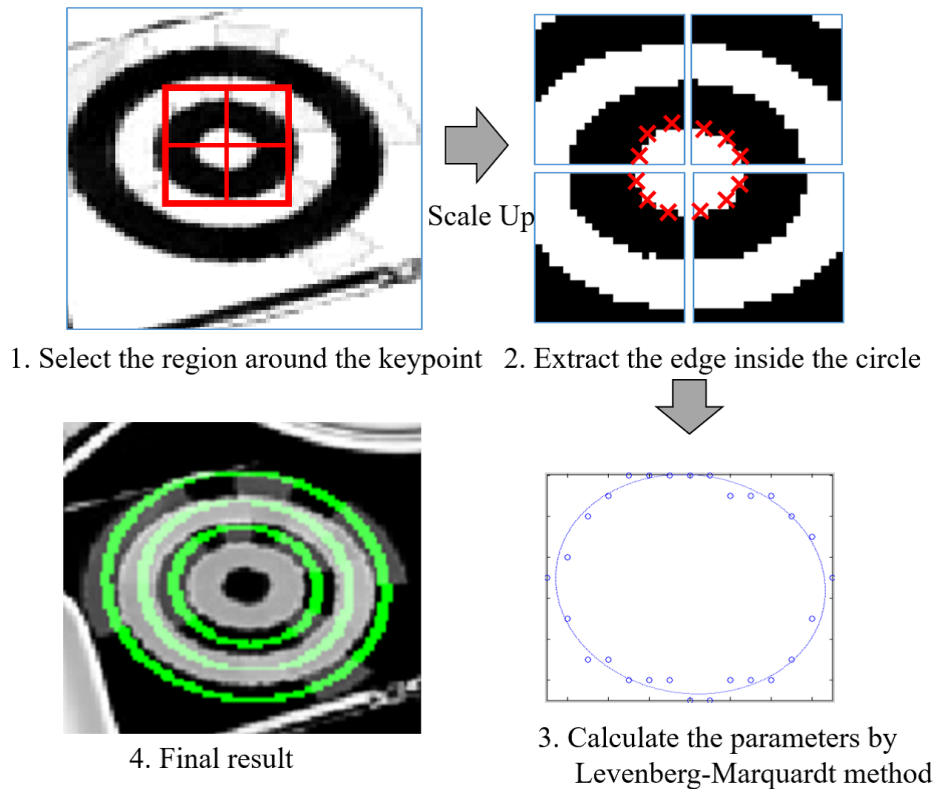 Scale Up
1. Select the region around the keypoint
2. Extract the edge inside the circle
3. Calculate the parameters by
Levenberg-Marquardt method
4. Final result